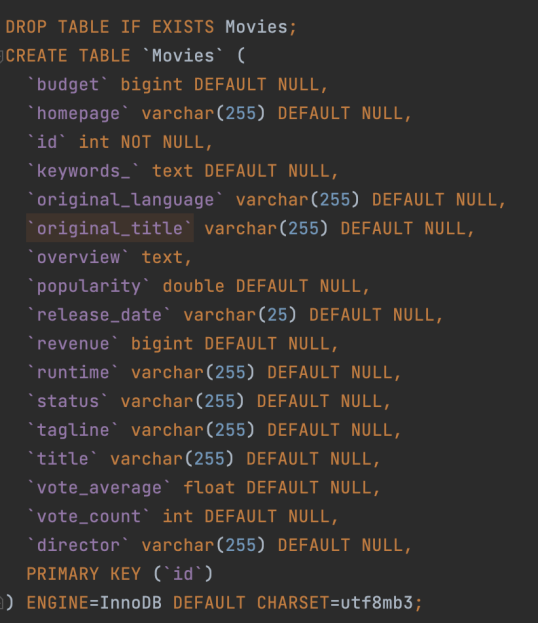 DROP TABLE IF EXISTS Movies;
CREATE TABLE `Movies` (
`budget` bigint DEFAULT NULL,
`homepage` varchar(255) DEFAULT NULL,
`id` int NOT NULL,
`keywords_` text DEFAULT NULL,
`original_language` varchar(255) DEFAULT NULL,
`original_title` varchar(255) DEFAULT NULL,
`overview` text,
`popularity` double DEFAULT NULL,
`release_date` varchar(25) DEFAULT NULL,
`revenue` bigint DEFAULT NULL,
`runtime` varchar(255) DEFAULT NULL,
`status` varchar(255) DEFAULT NULL,
`tagline` varchar(255) DEFAULT NULL,
`title` varchar(255) DEFAULT NULL,
`vote_average` float DEFAULT NULL,
`vote_count` int DEFAULT NULL,
`director` varchar(255) DEFAULT NULL,
PRIMARY KEY (`id`)
) ENGINE=InnoDB DEFAULT CHARSET=utf8mb3;